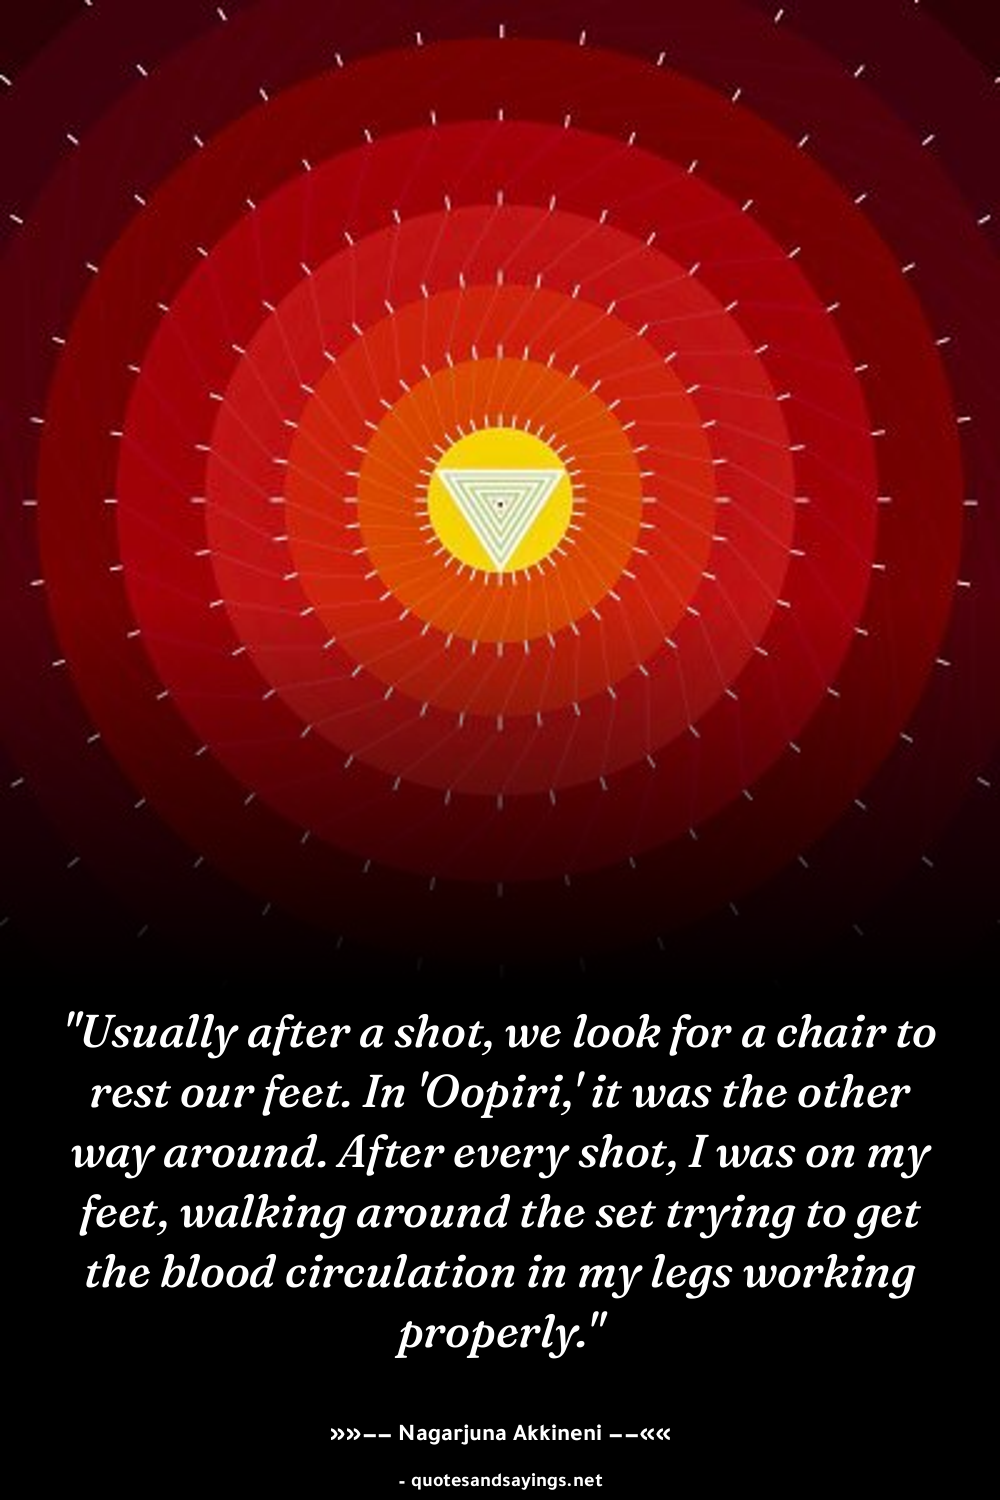 "Usually after a shot, we look for a chair to
rest our feet. In 'Oopiri,' it was the other
way around. After every shot, I was on my
feet, walking around the set trying to get
the blood circulation in my legs working
properly."
»»−− Nagarjuna Akkineni −−««
- quotesandsayings.net